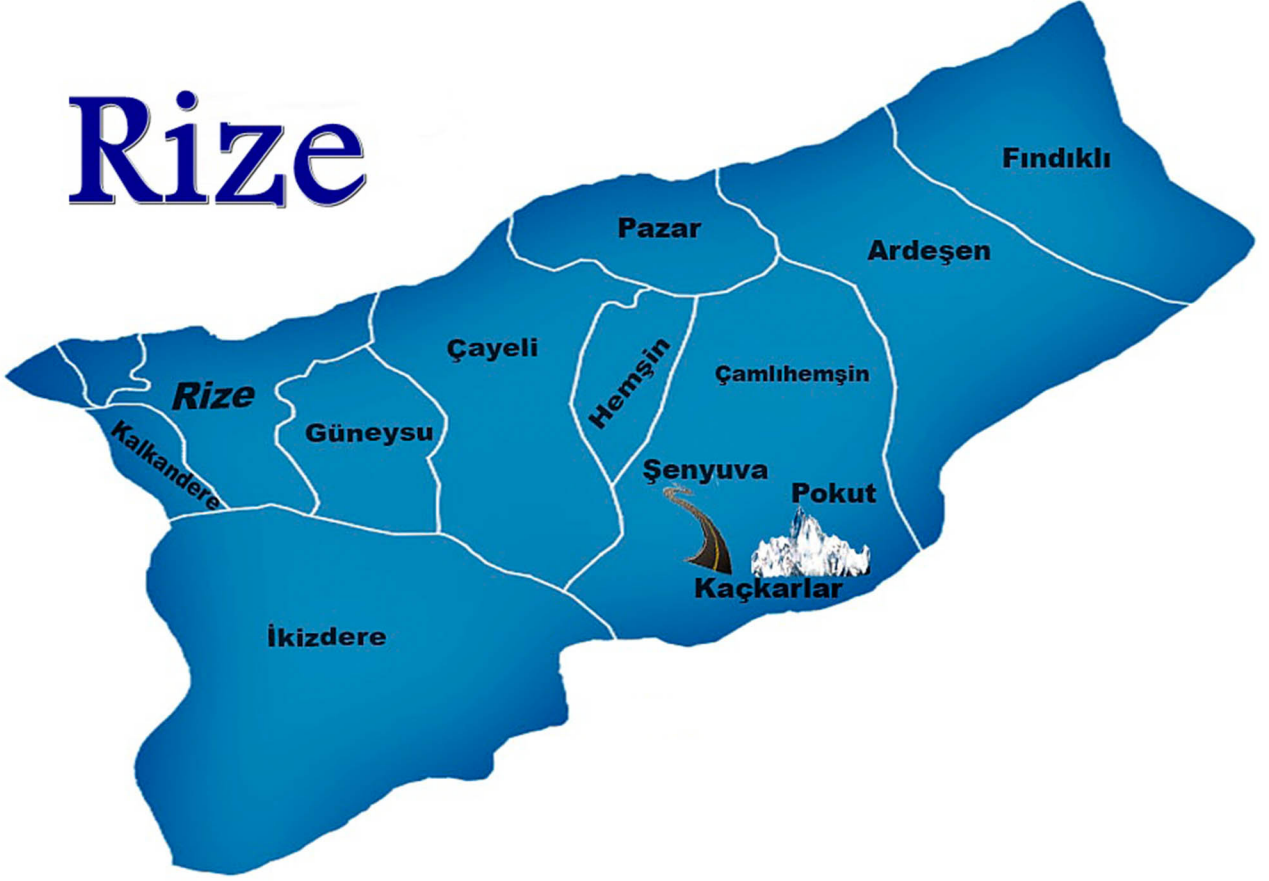 Rize
Fındıklı
Pazar
Ardeşen
Çayeli
Hemşin
Çamlıhemşin
Rize
Güneysu
Kalkandere
Şenyuva
Pokut
Kaçkarlar
İkizdere